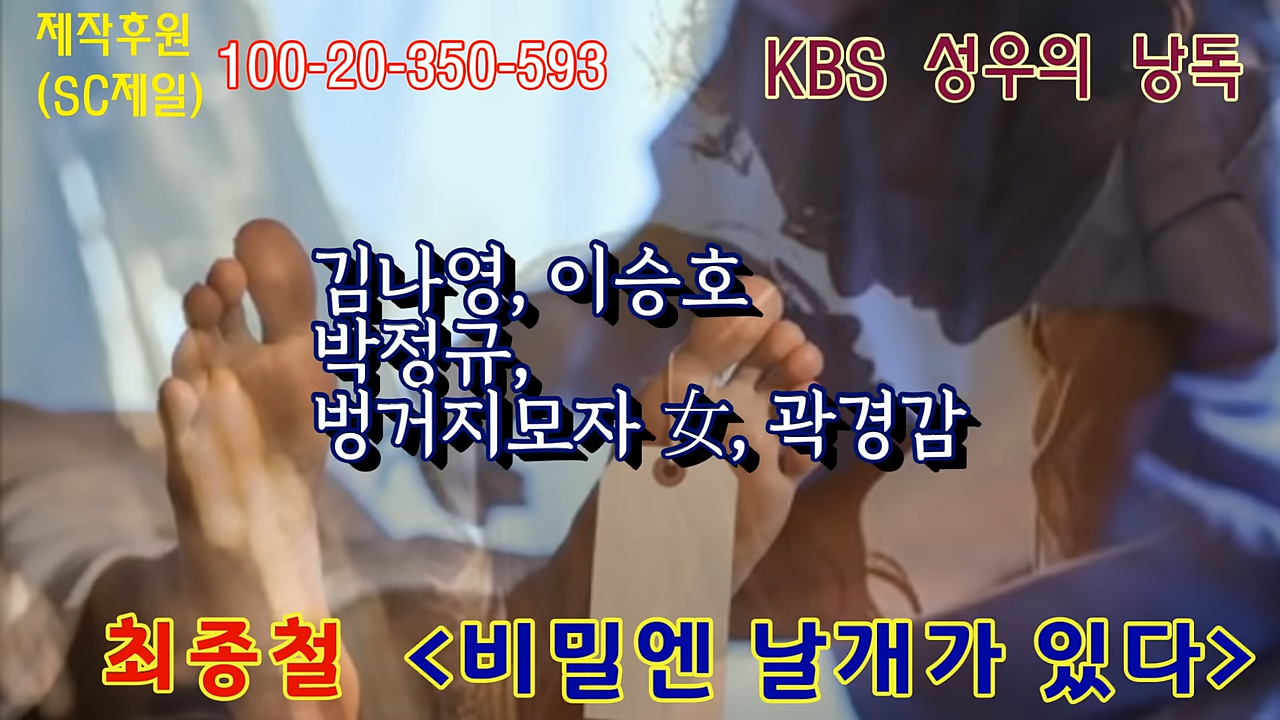 제작후원
(SC제일)
100-20-350-593
KBS 성우의 낭독
김나영, 이승호
박정규,
벙거지모자 女, 곽경감
최종철 <비밀엔 날개가 있다>